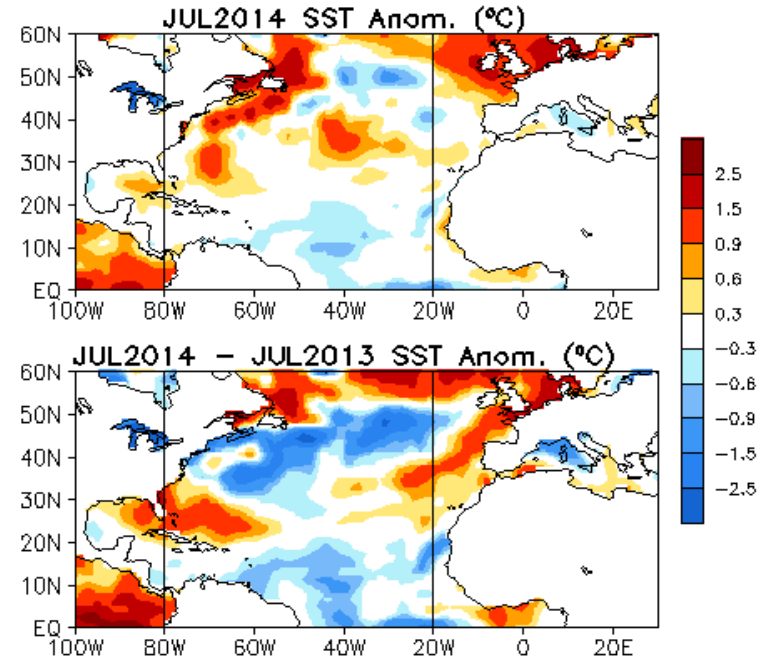 JUL2014 SST Anom. (°C)
60N
50N
40N
30N
20N
10N
EQ
100W 80W 60W 40W 20W 0 20E
JUL2014 - JUL2013 SST Anom. (°C)
60N
50N
40N
30N
20N
10N
EQ
100W 80W 60W 40W 20W 0 20E
2.5
1.5
0.9
0.6
0.3
-0.3
-0.6
-0.9
-1.5
-2.5